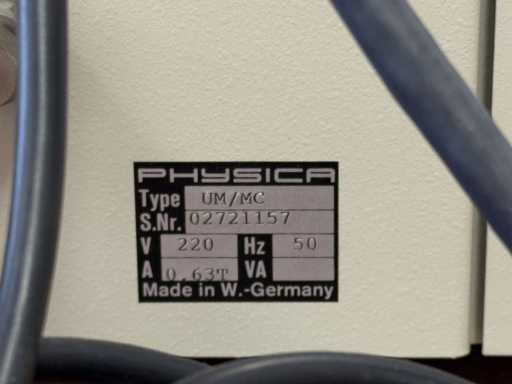 PHYSICA
Type UM/MC
S.Nr. 02721157
V 220 Hz 50
A 0.63T VA
Made in W.-Germany